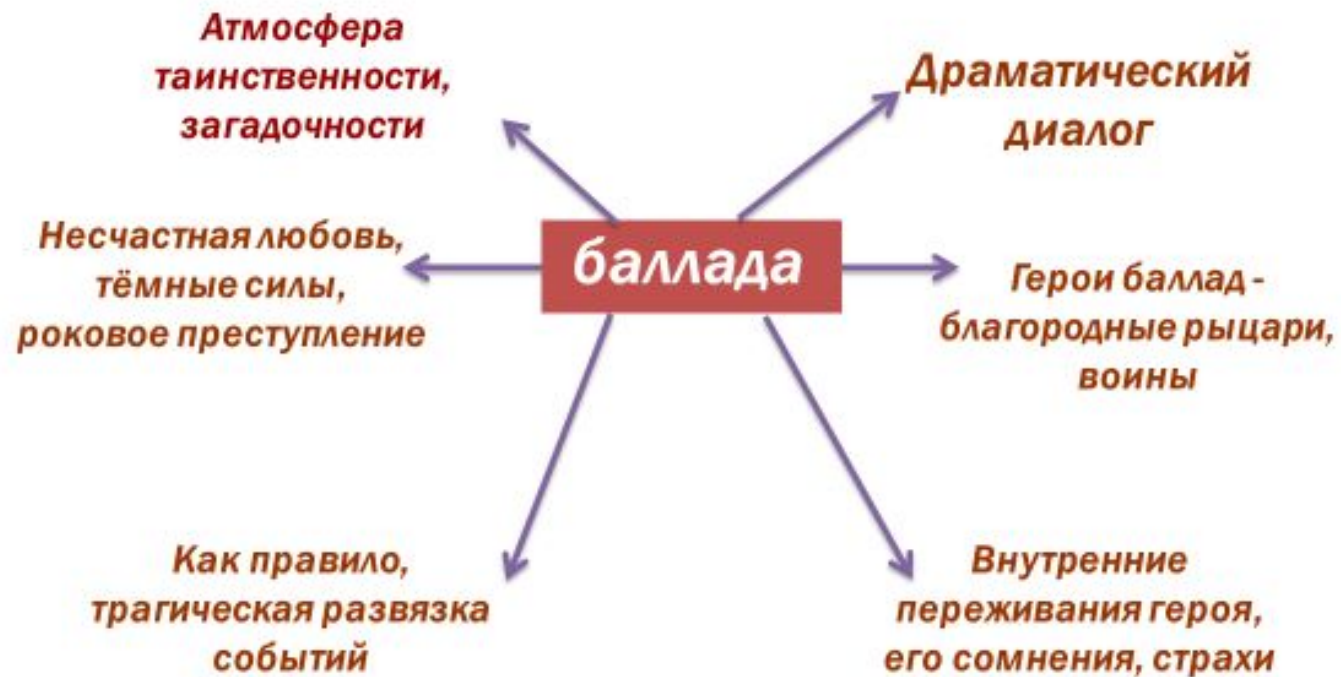 Атмосфера
таинственности,
загадочности
Драматический
диалог
Несчастная любовь,
тёмные силы,
роковое преступление
баллада
Герои баллад -
благородные рыцари,
воины
Как правило,
трагическая развязка
событий
Внутренние
переживания героя,
его сомнения, страхи